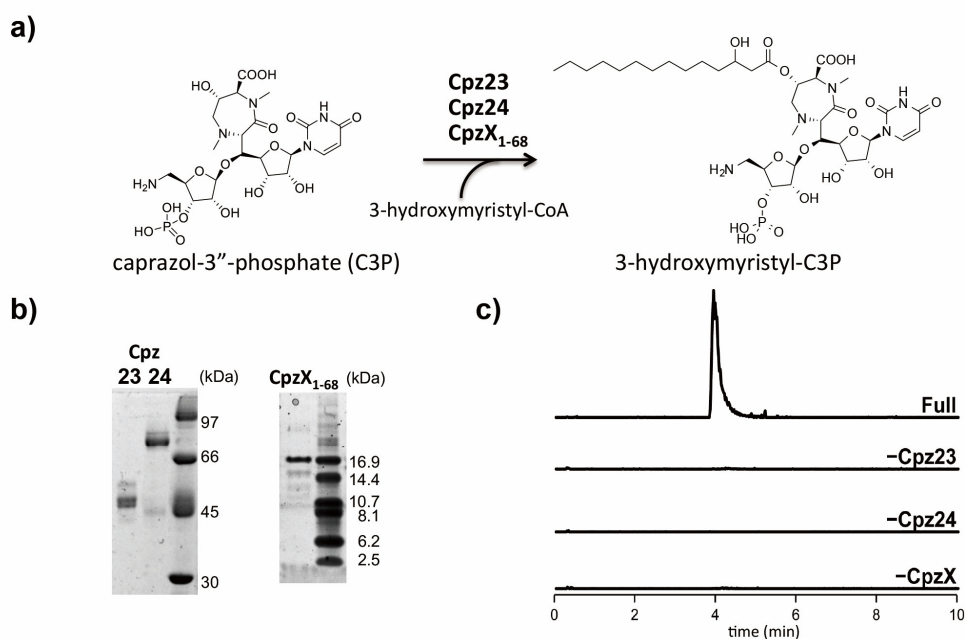 a)
Cpz23
Cpz24
CpzX1-68
3-hydroxymyristyl-CoA
HO
COOH
N
N
O
O
NH
O
N
O
O
H2N
O
HO
OH
OH
OH
HO
P
O
O
caprazol-3”-phosphate (C3P)
OH
O
O
COOH
N
N
O
O
NH
O
N
O
O
H2N
O
HO
OH
OH
O
HO
P
O
HO
3-hydroxymyristyl-C3P
b)
Cpz
23 24 (kDa)
97
66
45
30
CpzX1-68 (kDa)
16.9
14.4
10.7
8.1
6.2
2.5
c)
Full
−Cpz23
−Cpz24
−CpzX
0 2 4 6 8 10
time (min)